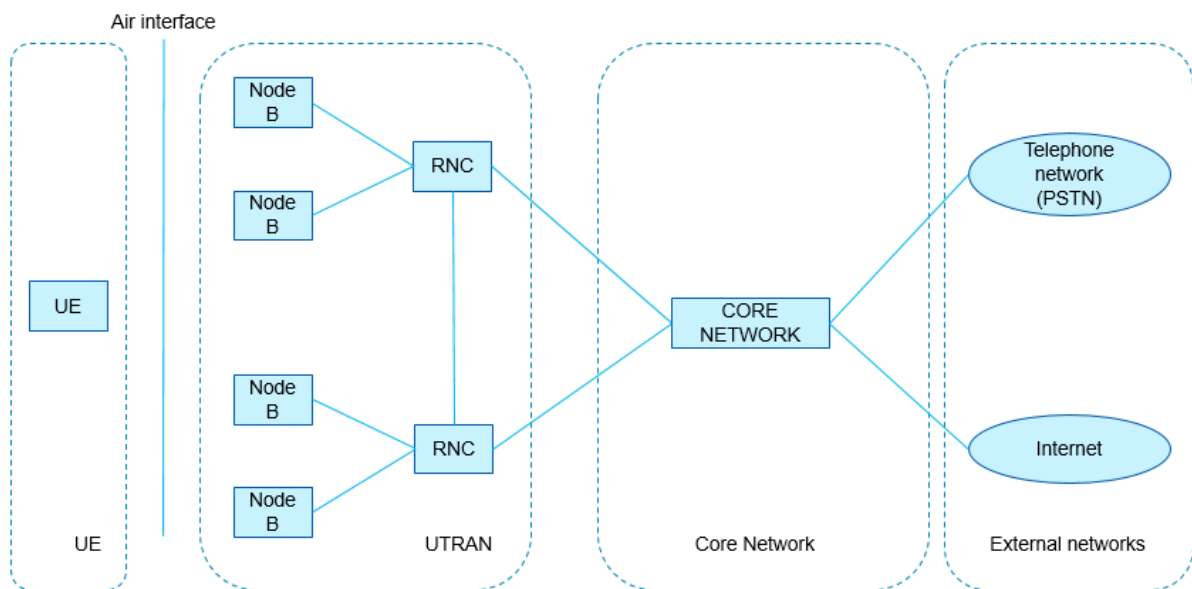 Air interface
Node
B
Node
B
RNC
UE
Node
B
Node
B
RNC
CORE
NETWORK
Telephone
network
(PSTN)
Internet
UE
UTRAN
Core Network
External networks